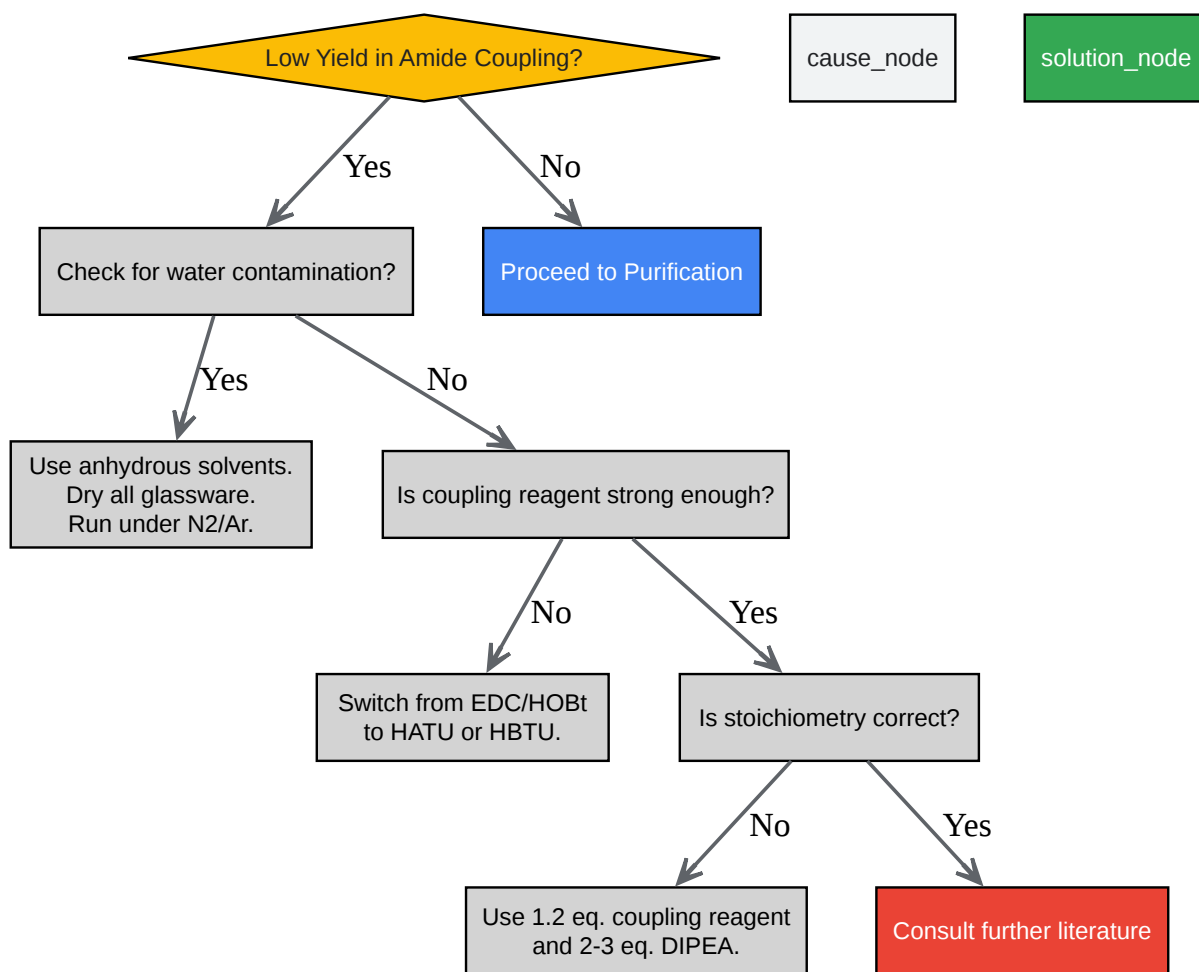 Low Yield in Amide Coupling?
cause_node
solution_node
Yes
No
Check for water contamination?
Proceed to Purification
Yes
No
Use anhydrous solvents.
Dry all glassware.
Run under N2/Ar.
Is coupling reagent strong enough?
No
Yes
Switch from EDC/HOBt
to HATU or HBTU.
Is stoichiometry correct?
No
Yes
Use 1.2 eq. coupling reagent
and 2-3 eq. DIPEA.
Consult further literature